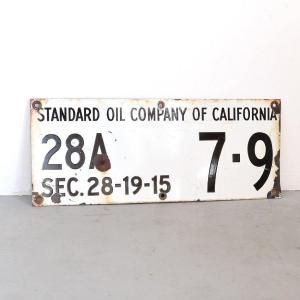 STANDARD OIL COMPANY OF CALIFORNIA
28A 7-9
SEC. 28-19-15